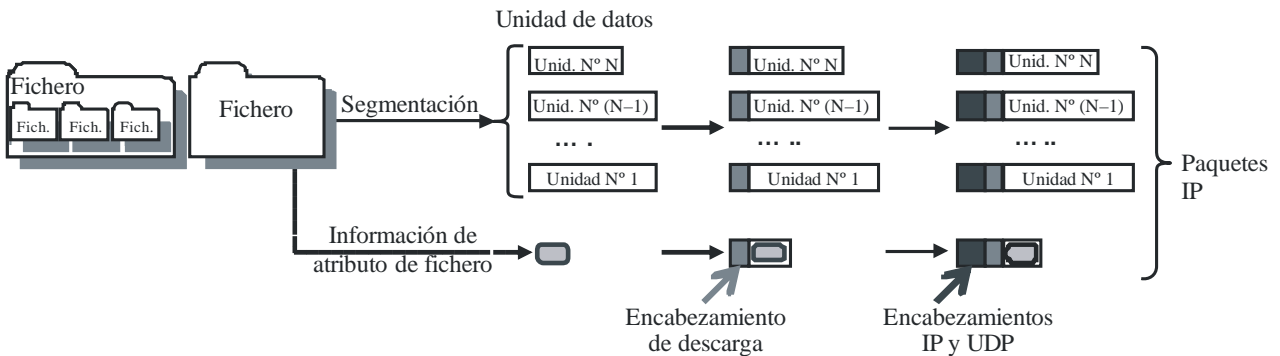 Unidad de datos
Fichero
Fich. Fich. Fich.
Fichero
Segmentación
Unid. Nº N
Unid. Nº (N–1)
... .
Unidad Nº 1
Unid. Nº N
Unid. Nº (N–1)
... ..
Unidad Nº 1
Unid. Nº N
Unid. Nº (N–1)
... ..
Unidad Nº 1
Paquetes
IP
Información de
atributo de fichero
Encabezamiento
de descarga
Encabezamientos
IP y UDP